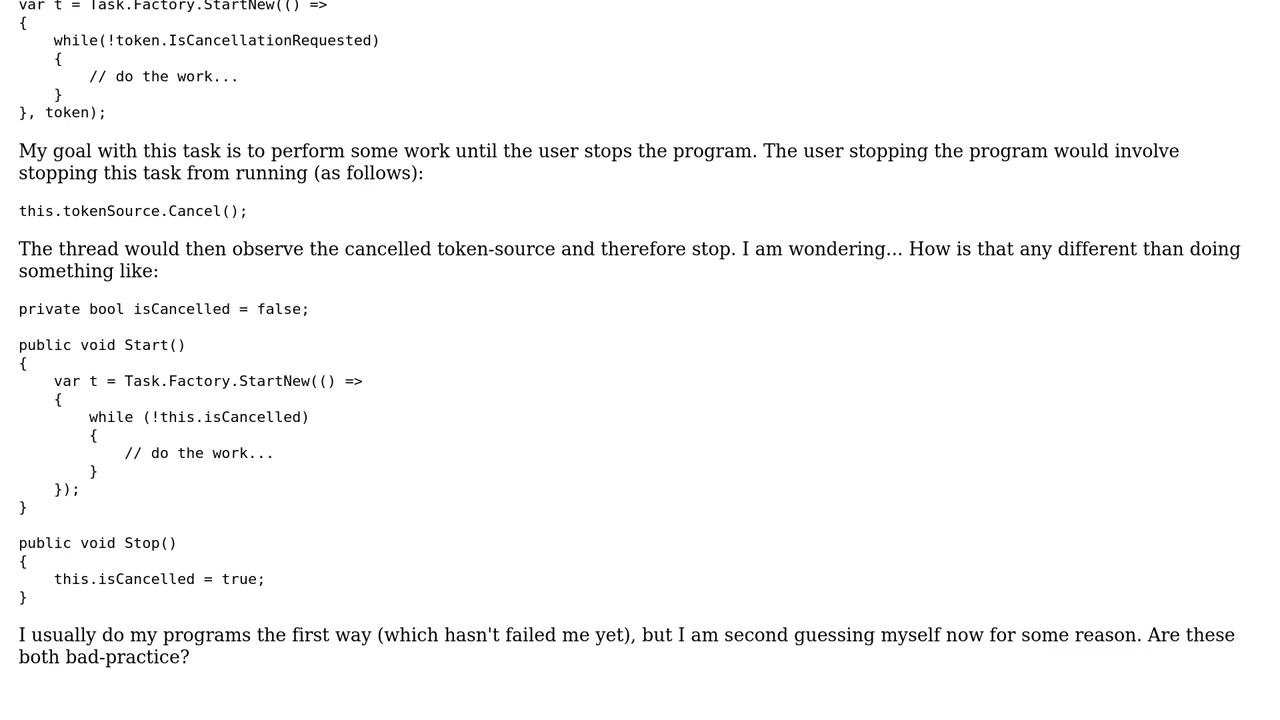 var t = Task.Factory.StartNew(() =>
{
    while(!token.IsCancellationRequested)
    {
        // do the work...
    }
}, token);
My goal with this task is to perform some work until the user stops the program. The user stopping the program would involve
stopping this task from running (as follows):
this.tokenSource.Cancel();
The thread would then observe the cancelled token-source and therefore stop. I am wondering... How is that any different than doing
something like:
private bool isCancelled = false;
public void Start()
{
    var t = Task.Factory.StartNew(() =>
    {
        while (!this.isCancelled)
        {
            // do the work...
        }
    });
}
public void Stop()
{
    this.isCancelled = true;
}
I usually do my programs the first way (which hasn't failed me yet), but I am second guessing myself now for some reason. Are these
both bad-practice?